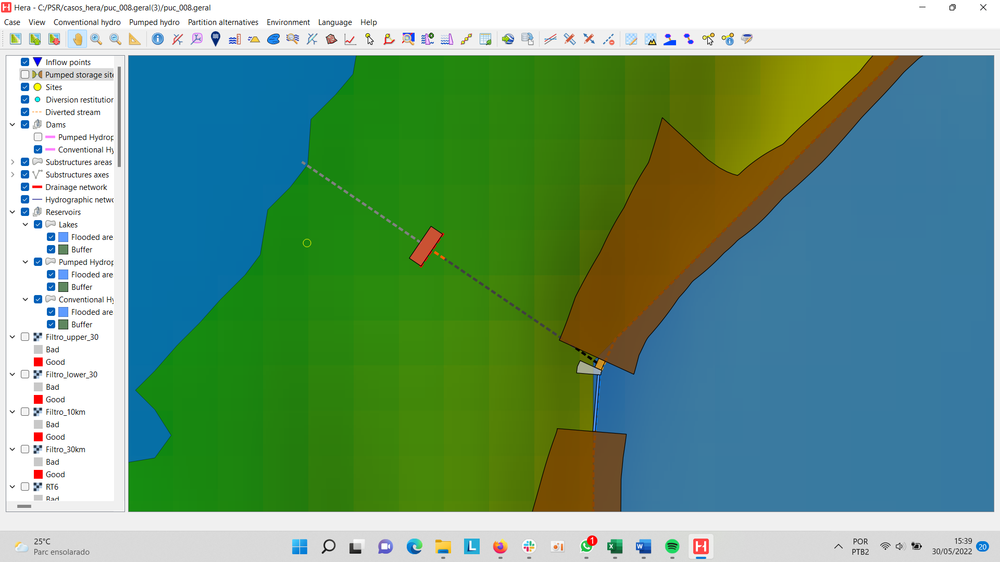 Hera - C:/PSR/casos_hera/puc_008.geral(3)/puc_008.geral
Case View Conventional hydro Pumped hydro Partition alternatives Environment Language Help
Inflow points
Pumped storage site
Sites
Diversion restitution
Diverted stream
Dams
Pumped Hydrop
Conventional Hy
Substructures areas
Substructures axes
Drainage network
Hydrographic netwo
Reservoirs
Lakes
Flooded are
Buffer
Pumped Hydrop
Flooded are
Buffer
Conventional Hy
Flooded are
Buffer
Filtro_upper_30
Bad
Good
Filtro_lower_30
Bad
Good
Filtro_10km
Bad
Good
Filtro_30km
Bad
Good
RT6
Bad
25°C
Parc ensolarado
1
POR
PTB2
15:39
30/05/2022
20